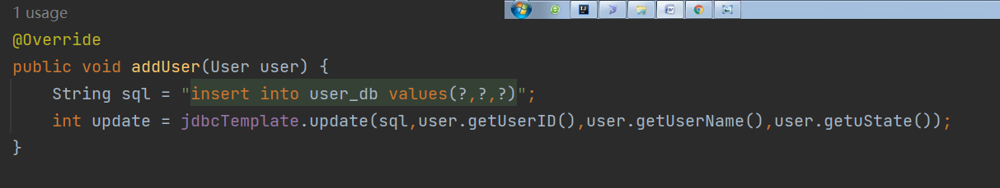 1 usage
@Override
public void addUser(User user) {
String sql = "insert into user_db values(?,?,?)";
int update = jdbcTemplate.update(sql,user.getUserID(),user.getUserName(),user.getuState());
}